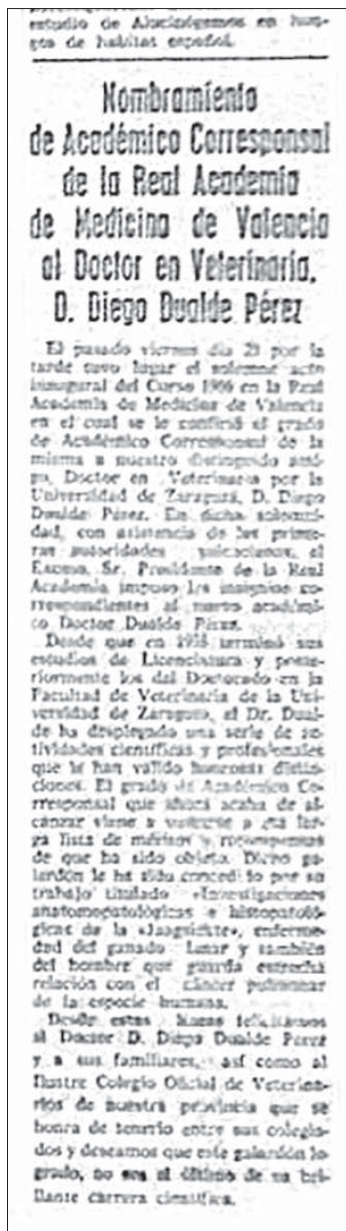 estudio de Alucinógenos en hon-
gos de habitat español.
Nombramiento
de Académico Corresponsal
de la Real Academia
de Medicina de Valencia
al Doctor en Veterinaria,
D. Diego Dualde Pérez
El pasado viernes día por la
tarde tuvo lugar el solemne acto
inaugural del Curso 1966 en la Real
Academia de Medicina de Valencia
en el cual se le confirió el grado
de Académico Corresponsal de la
misma a nuestro distinguido ami-
go, Doctor en Veterinaria por la
Universidad de Zaragoza, D. Diego
Dualde Pérez. En dicha solemni-
dad, con asistencia de las prime-
ras autoridades valencianas, el
Excmo. Sr. Presidente de la Real
Academia impuso las insignias co-
rrespondientes al nuevo académi-
co Doctor Dualde Pérez.
Desde que en terminó sus
estudios de Licenciatura y poste-
riormente los del Doctorado en la
Facultad de Veterinaria de la Uni-
versidad de Zaragoza, el Dr. Dual-
de ha desplegado una serie de ac-
tividades científicas y profesionales
que le han valido honrosas distin-
ciones. El grado de Académico Co-
rresponsal que ahora acaba de al-
canzar viene a a esa lar-
ga lista de méritos y recompensas
de que ha sido objeto. Dicho ga-
lardón le ha sido concedido por su
trabajo titulado «Investigaciones
anatomopatológicas e histopatoló-
gicas de la «Jaagsiekte», enferme-
dad del ganado lanar y también
del hombre que guarda estrecha
relación con el cáncer pulmonar
de la especie humana.
Desde estas líneas felicitamos
al Doctor D. Diego Dualde Pérez
y a sus familiares, así como al
Ilustre Colegio Oficial de Veterina-
rios de nuestra provincia que se
honra de tenerlo entre sus colegia-
dos y deseamos que este galardón lo-
grado, no sea el último de su bri-
llante carrera científica.